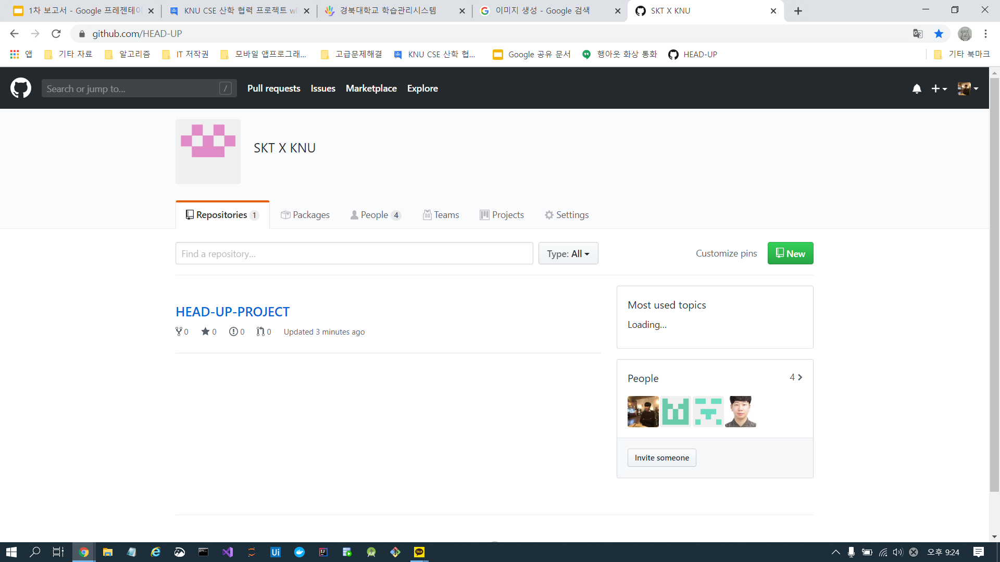 1차 보고서 - Google 프레젠테이
KNU CSE 산학 협력 프로젝트 wi
경북대학교 학습관리시스템
이미지 생성 - Google 검색
SKT X KNU
github.com/HEAD-UP
앱
기타 자료
알고리즘
IT 저작권
모바일 앱프로그래...
고급문제해결
KNU CSE 산학 협...
Google 공유 문서
행아웃 화상 통화
HEAD-UP
기타 북마크
Search or jump to...
/
Pull requests
Issues
Marketplace
Explore
SKT X KNU
Repositories 1
Packages
People 4
Teams
Projects
Settings
Find a repository...
Type: All
Customize pins
New
HEAD-UP-PROJECT
0 0 0 0 Updated 3 minutes ago
Most used topics
Loading...
People
4
Invite someone
Ui
TALK
오후 9:24